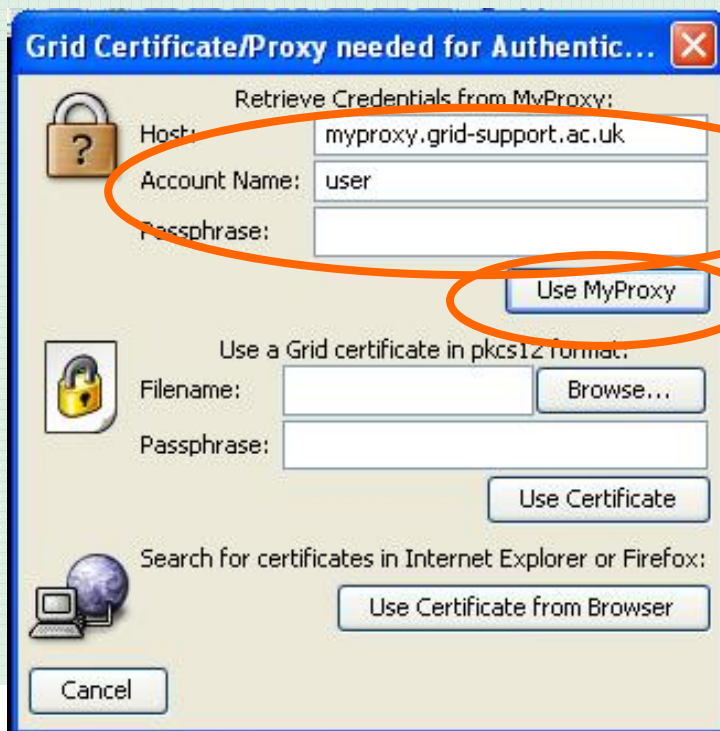 Grid Certificate/Proxy needed for Authentic...
Retrieve Credentials from MyProxy:
Host: myproxy.grid-support.ac.uk
Account Name: user
Passphrase:
Use MyProxy
Use a Grid certificate in pkcs12 format:
Filename: Browse...
Passphrase:
Use Certificate
Search for certificates in Internet Explorer or Firefox:
Use Certificate from Browser
Cancel